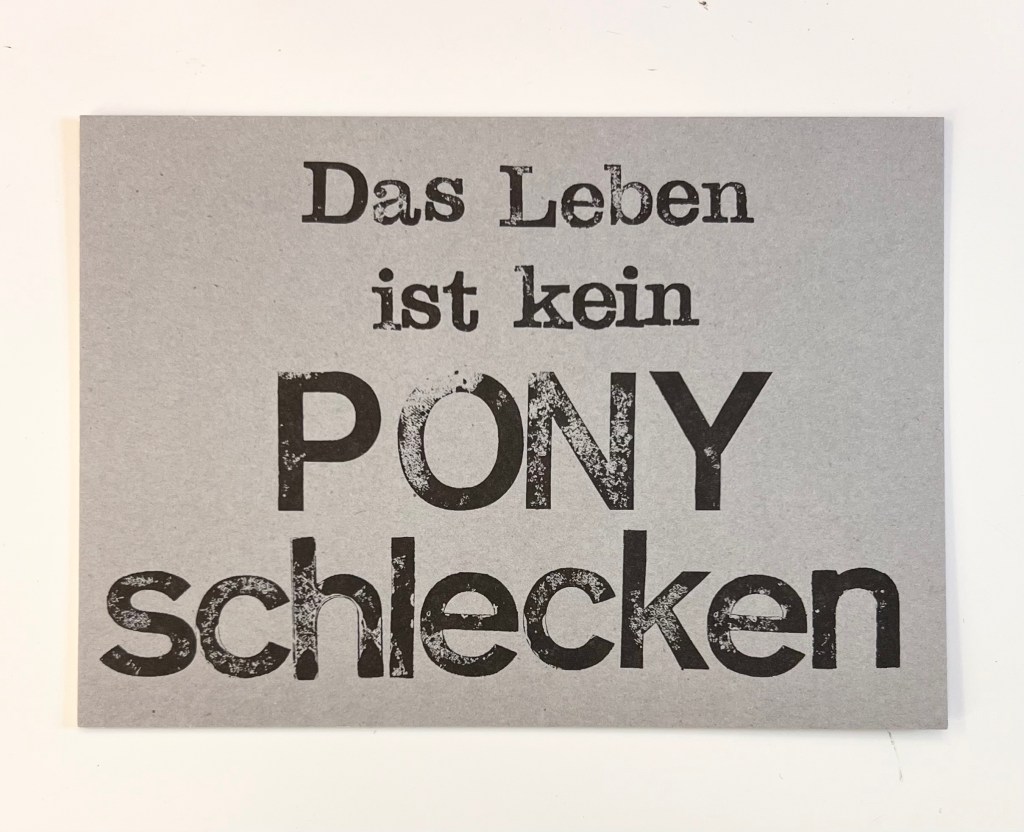 Das Leben
ist kein
PONY
schlecken